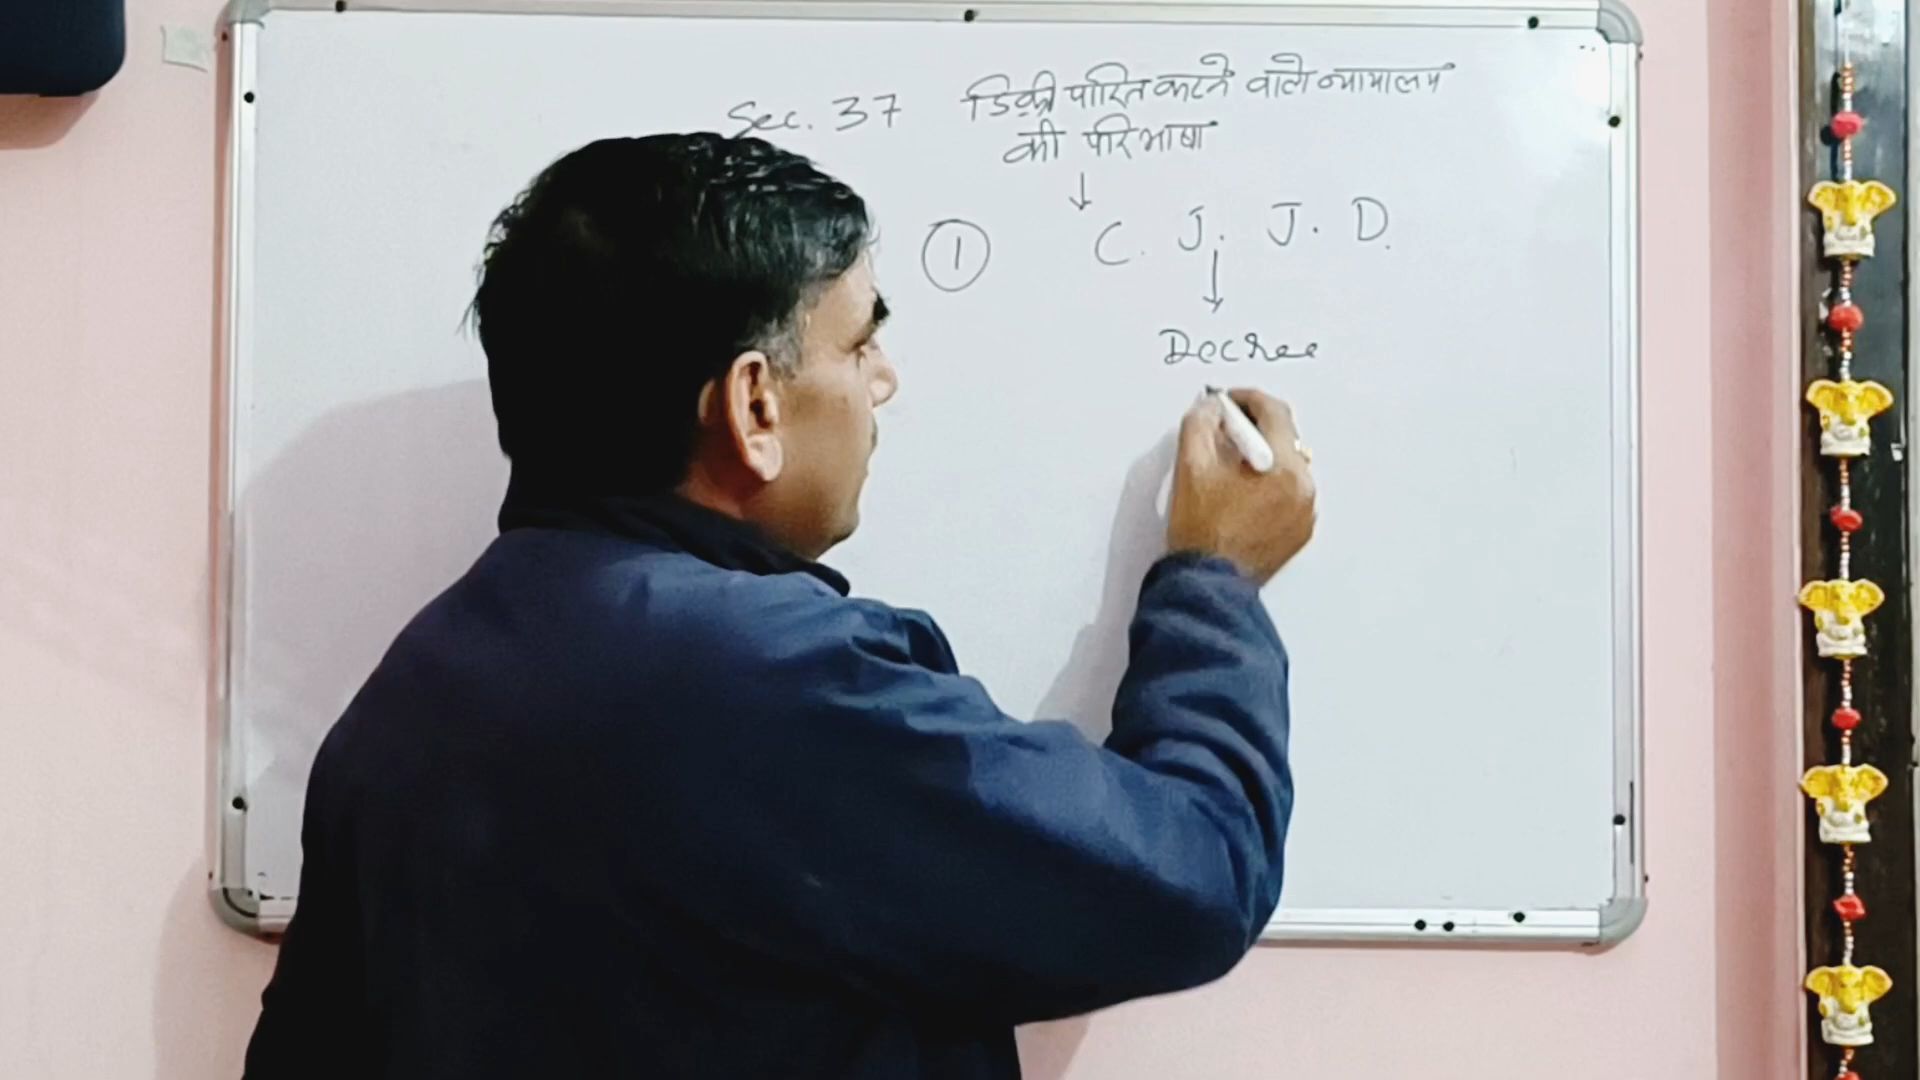 Sec. 37 डिक्री पारित करने वाले न्यायालय
की परिभाषा
① C. J. J. D.
Decree